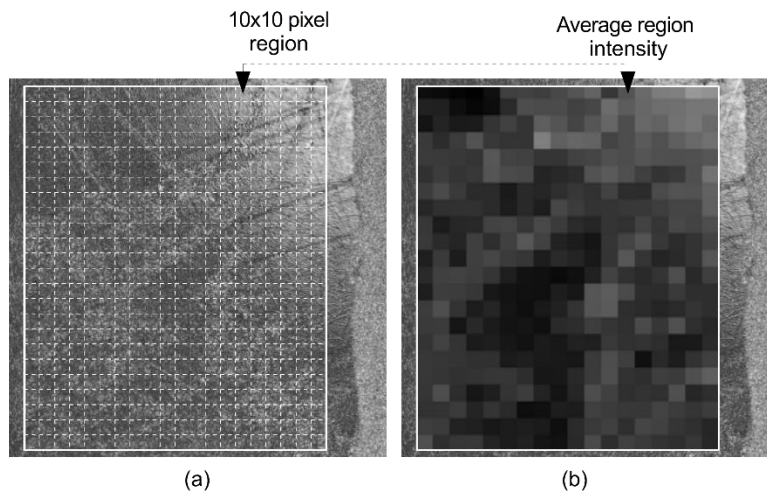 10x10 pixel
region
Average region
intensity
(a)
(b)